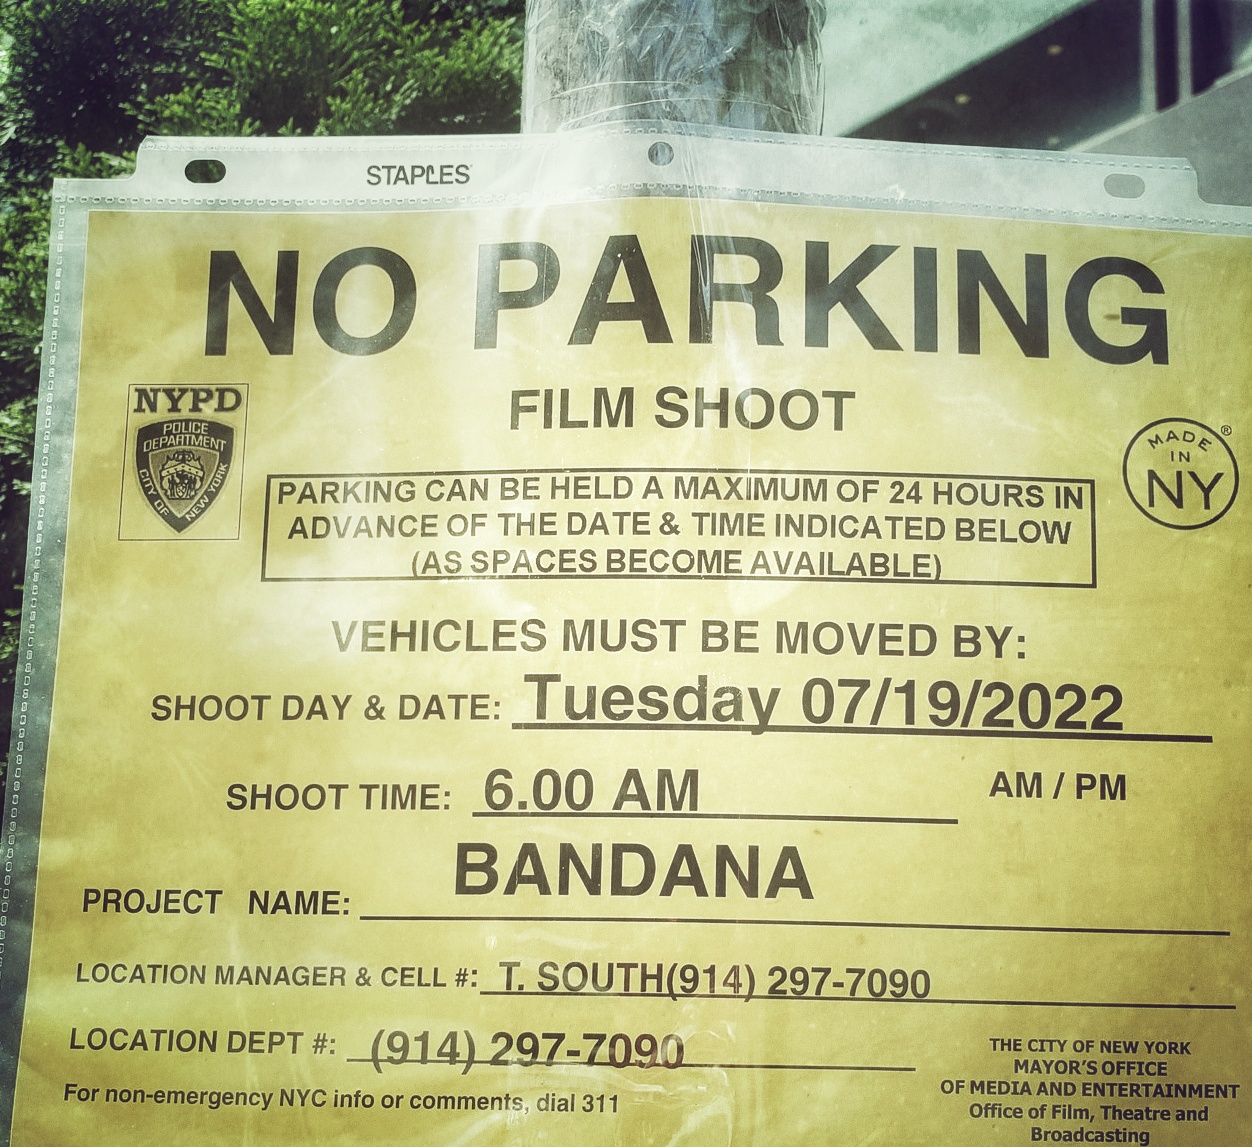 STAPLES
NO PARKING
NYPD
POLICE
DEPARTMENT
CITY OF
NEW YORK
FILM SHOOT
MADE
IN
NY
®
PARKING CAN BE HELD A MAXIMUM OF 24 HOURS IN
ADVANCE OF THE DATE & TIME INDICATED BELOW
(AS SPACES BECOME AVAILABLE)
VEHICLES MUST BE MOVED BY:
SHOOT DAY & DATE: Tuesday 07/19/2022
SHOOT TIME: 6.00 AM AM / PM
PROJECT NAME: BANDANA
LOCATION MANAGER & CELL #: T. SOUTH(914) 297-7090
LOCATION DEPT #: (914) 297-7090
For non-emergency NYC info or comments, dial 311
THE CITY OF NEW YORK
MAYOR'S OFFICE
OF MEDIA AND ENTERTAINMENT
Office of Film, Theatre and
Broadcasting